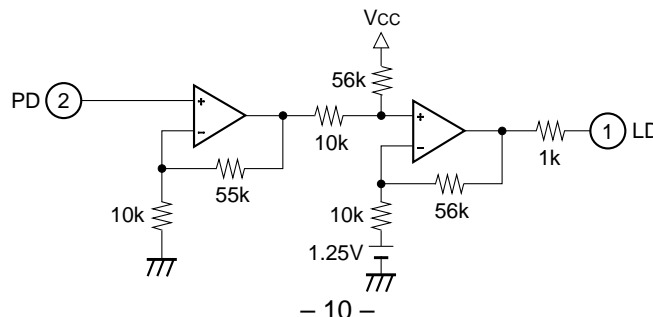 VCC
56k
PD 2
+
–
10k
55k
10k
+
–
1k
1 LD
56k
10k
1.25V
– 10 –